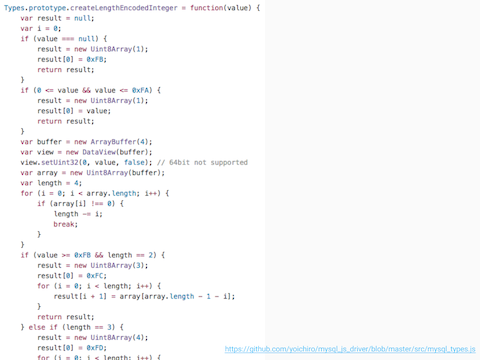 Types.prototype.createLengthEncodedInteger = function(value) {
    var result = null;
    var i = 0;
    if (value === null) {
        result = new Uint8Array(1);
        result[0] = 0xFB;
        return result;
    }
    if (0 <= value && value <= 0xFA) {
        result = new Uint8Array(1);
        result[0] = value;
        return result;
    }
    var buffer = new ArrayBuffer(4);
    var view = new DataView(buffer);
    view.setUint32(0, value, false); // 64bit not supported
    var array = new Uint8Array(buffer);
    var length = 4;
    for (i = 0; i < array.length; i++) {
        if (array[i] !== 0) {
            length -= i;
            break;
        }
    }
    if (value >= 0xFB && length == 2) {
        result = new Uint8Array(3);
        result[0] = 0xFC;
        for (i = 0; i < length; i++) {
            result[i + 1] = array[array.length - 1 - i];
        }
        return result;
    } else if (length == 3) {
        result = new Uint8Array(4);
        result[0] = 0xFD;
        for (i = 0; i < length; i++) {
https://github.com/yoichiro/mysql_js_driver/blob/master/src/mysql_types.js